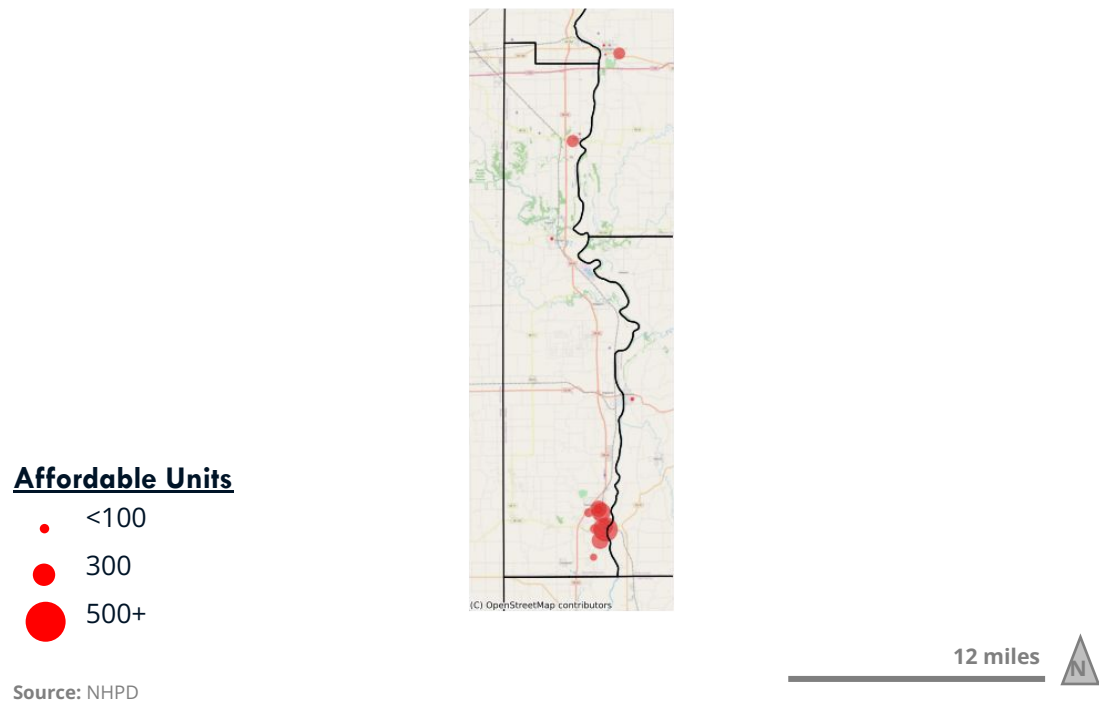 (C) OpenStreetMap contributors
Affordable Units
<100
300
500+
12 miles
N
Source: NHPD